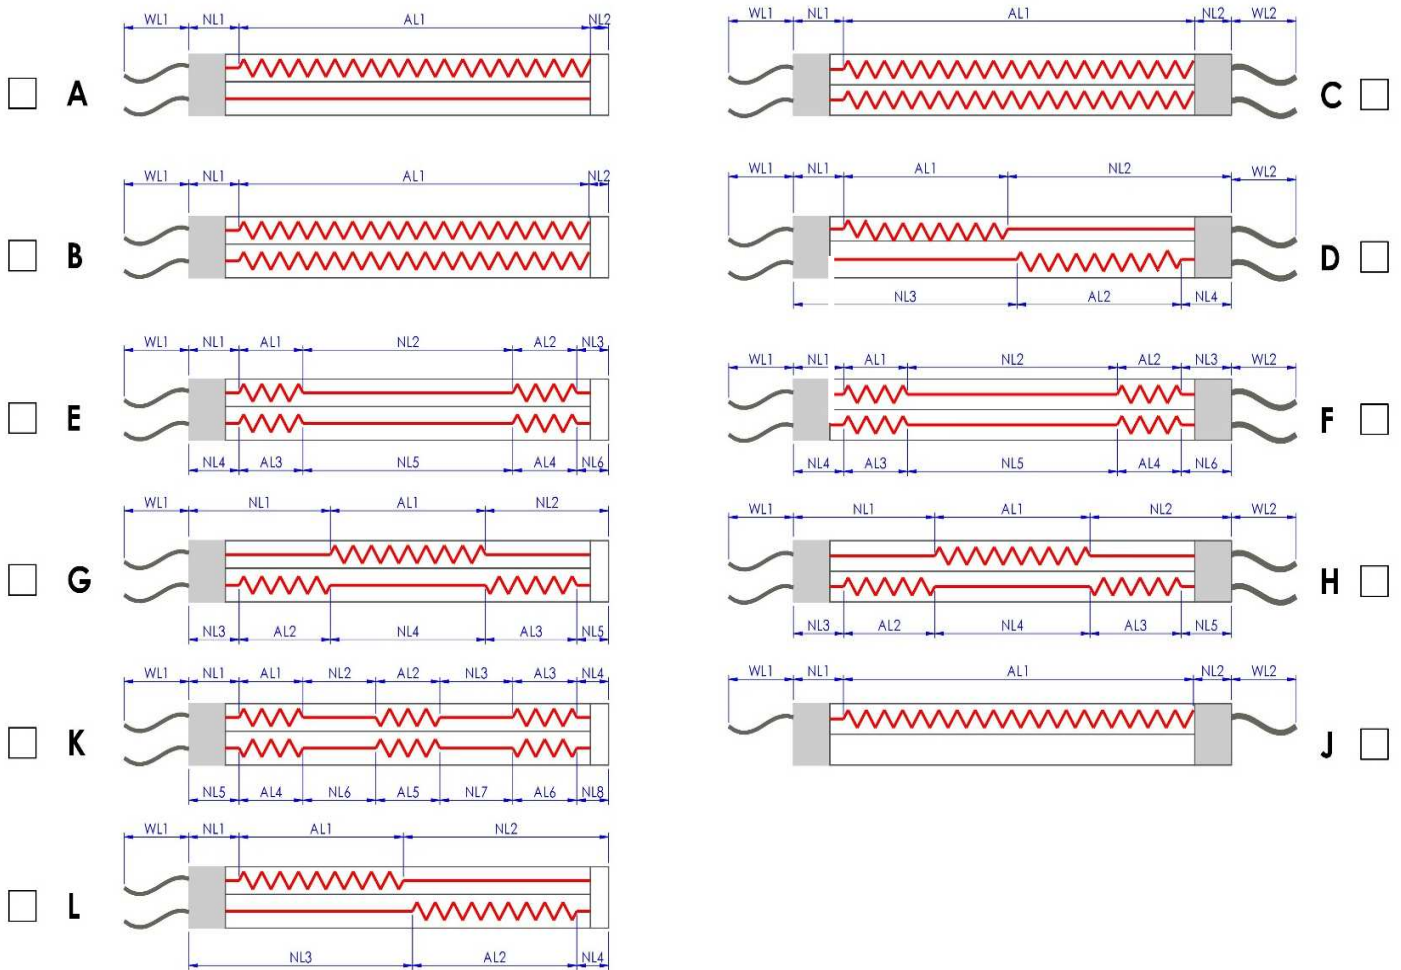 WL1 NL1 AL1 NL2
A
WL1 NL1 AL1 NL2 WL2
C
WL1 NL1 AL1 NL2
B
WL1 NL1 AL1 NL2 WL2
D
NL3 AL2 NL4
WL1 NL1 AL1 NL2 AL2 NL3
E
NL4 AL3 NL5 AL4 NL6
WL1 NL1 AL1 NL2 AL2 NL3 WL2
F
NL4 AL3 NL5 AL4 NL6
WL1 NL1 AL1 NL2
G
NL3 AL2 NL4 AL3 NL5
WL1 NL1 AL1 NL2 WL2
H
NL3 AL2 NL4 AL3 NL5
WL1 NL1 AL1 NL2 AL2 NL3 AL3 NL4
K
NL5 AL4 NL6 AL5 NL7 AL6 NL8
WL1 NL1 AL1 NL2 WL2
J
WL1 NL1 AL1 NL2
L
NL3 AL2 NL4